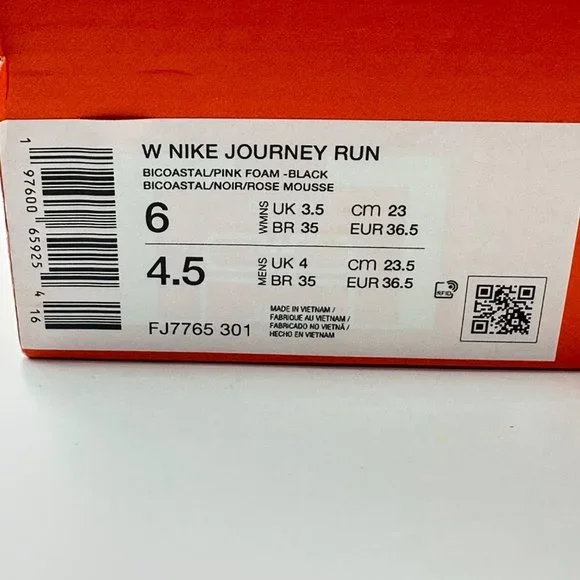 W NIKE JOURNEY RUN
BICOASTAL/PINK FOAM -BLACK
BICOASTAL/NOIR/ROSE MOUSSE
6 WMNS UK 3.5 cm 23
BR 35 EUR 36.5
4.5 MENS UK 4 cm 23.5
BR 35 EUR 36.5
FJ7765 301
MADE IN VIETNAM /
FABRIQUE AU VIETNAM /
FABRICADO NO VIETNÃ /
HECHO EN VIETNAM
RFID
1 97600 65925 4 16